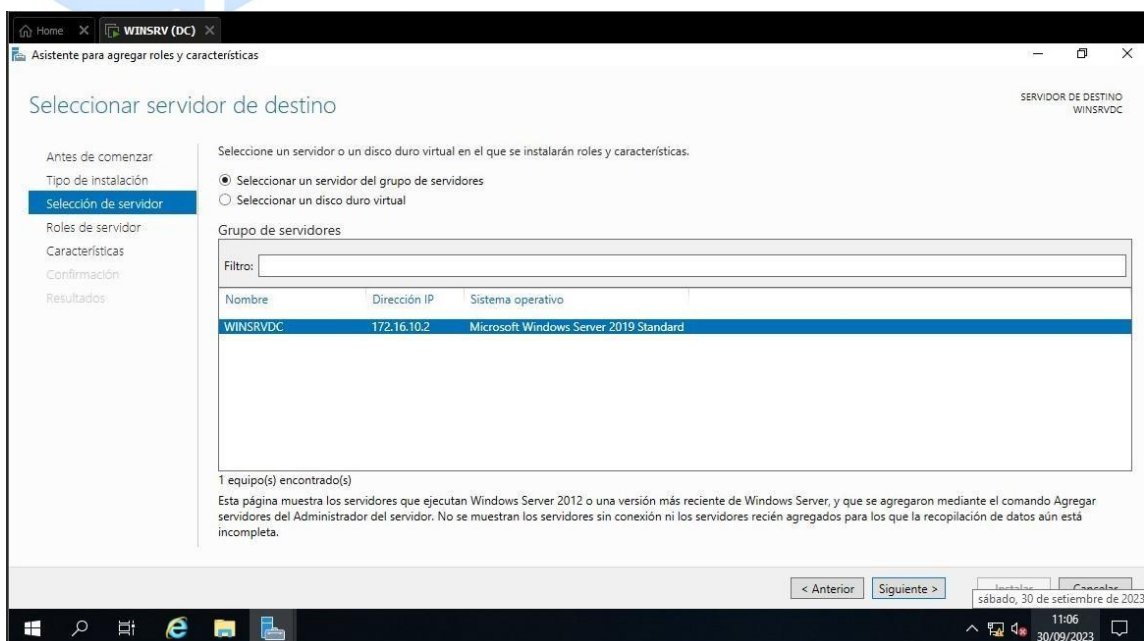 Home
WINSRV (DC)
Asistente para agregar roles y características
Seleccionar servidor de destino
SERVIDOR DE DESTINO
WINSRVDC
Antes de comenzar
Tipo de instalación
Selección de servidor
Roles de servidor
Características
Confirmación
Resultados
Seleccione un servidor o un disco duro virtual en el que se instalarán roles y características.
Seleccionar un servidor del grupo de servidores
Seleccionar un disco duro virtual
Grupo de servidores
Filtro:
Nombre Dirección IP Sistema operativo
WINSRVDC 172.16.10.2 Microsoft Windows Server 2019 Standard
1 equipo(s) encontrado(s)
Esta página muestra los servidores que ejecutan Windows Server 2012 o una versión más reciente de Windows Server, y que se agregaron mediante el comando Agregar
servidores del Administrador del servidor. No se muestran los servidores sin conexión ni los servidores recién agregados para los que la recopilación de datos aún está
incompleta.
< Anterior Siguiente > Instalar Cancelar
sábado, 30 de setiembre de 2023
11:06
30/09/2023